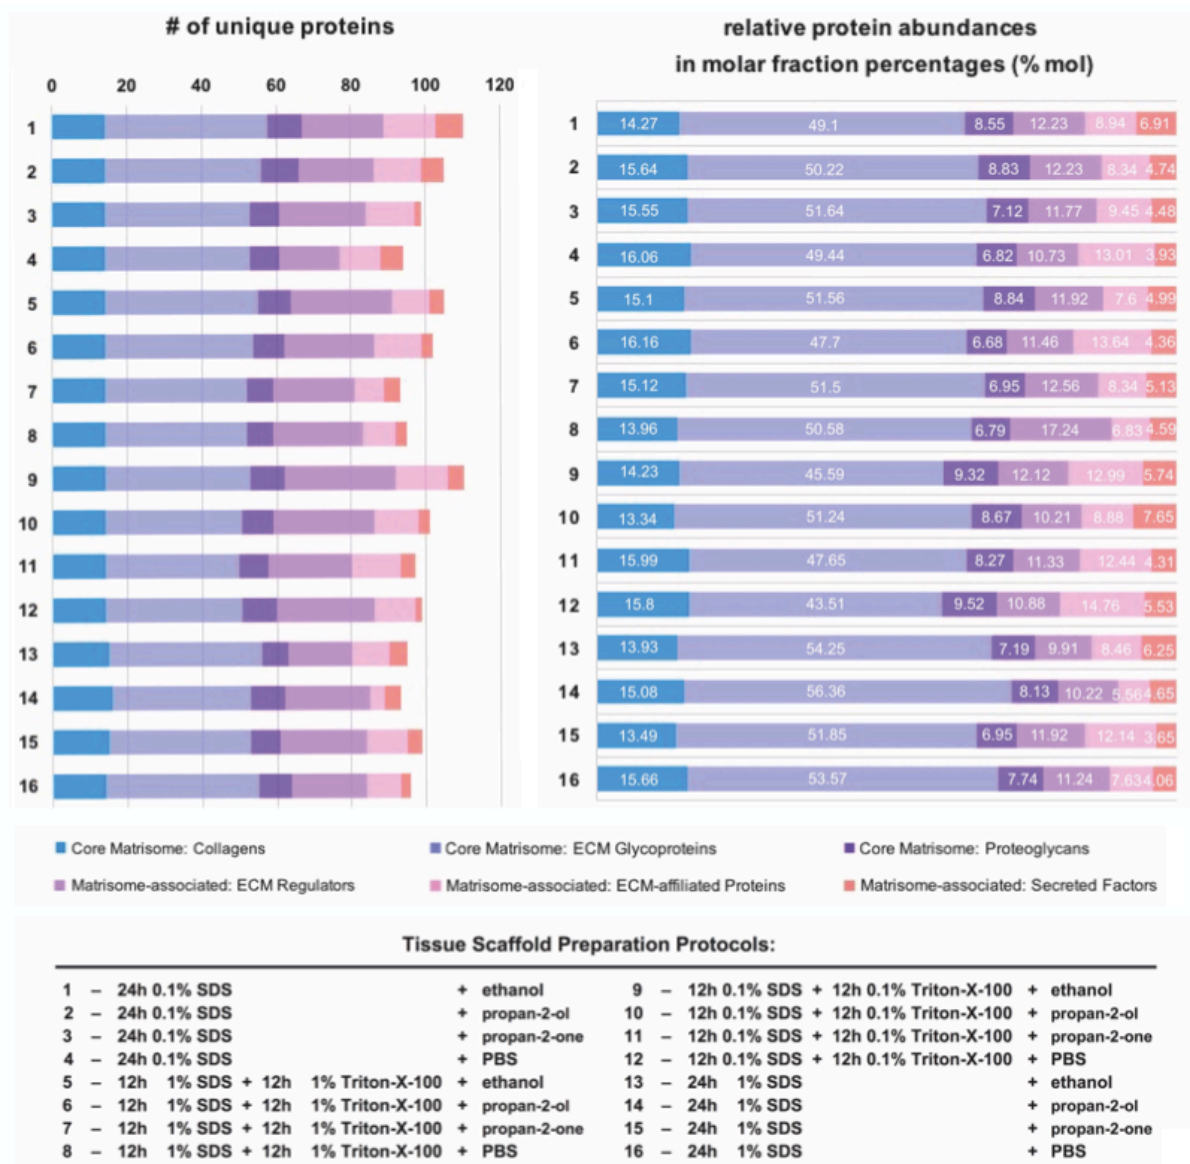 # of unique proteins
0 20 40 60 80 100 120
1
2
3
4
5
6
7
8
9
10
11
12
13
14
15
16
relative protein abundances
in molar fraction percentages (% mol)
1 14.27 49.1 8.55 12.23 8.94 6.91
2 15.64 50.22 8.83 12.23 8.34 4.74
3 15.55 51.64 7.12 11.77 9.45 4.48
4 16.06 49.44 6.82 10.73 13.01 3.93
5 15.1 51.56 8.84 11.92 7.6 4.99
6 16.16 47.7 6.68 11.46 13.64 4.36
7 15.12 51.5 6.95 12.56 8.34 5.13
8 13.96 50.58 6.79 17.24 6.83 4.59
9 14.23 45.59 9.32 12.12 12.99 5.74
10 13.34 51.24 8.67 10.21 8.88 7.65
11 15.99 47.65 8.27 11.33 12.44 4.31
12 15.8 43.51 9.52 10.88 14.76 5.53
13 13.93 54.25 7.19 9.91 8.46 6.25
14 15.08 56.36 8.13 10.22 5.56 4.65
15 13.49 51.85 6.95 11.92 12.14 3.65
16 15.66 53.57 7.74 11.24 7.63 4.06
Core Matrisome: Collagens Core Matrisome: ECM Glycoproteins Core Matrisome: Proteoglycans
Matrisome-associated: ECM Regulators Matrisome-associated: ECM-affiliated Proteins Matrisome-associated: Secreted Factors
Tissue Scaffold Preparation Protocols:
1 – 24h 0.1% SDS + ethanol
2 – 24h 0.1% SDS + propan-2-ol
3 – 24h 0.1% SDS + propan-2-one
4 – 24h 0.1% SDS + PBS
5 – 12h 1% SDS + 12h 1% Triton-X-100 + ethanol
6 – 12h 1% SDS + 12h 1% Triton-X-100 + propan-2-ol
7 – 12h 1% SDS + 12h 1% Triton-X-100 + propan-2-one
8 – 12h 1% SDS + 12h 1% Triton-X-100 + PBS
9 – 12h 0.1% SDS + 12h 0.1% Triton-X-100 + ethanol
10 – 12h 0.1% SDS + 12h 0.1% Triton-X-100 + propan-2-ol
11 – 12h 0.1% SDS + 12h 0.1% Triton-X-100 + propan-2-one
12 – 12h 0.1% SDS + 12h 0.1% Triton-X-100 + PBS
13 – 24h 1% SDS + ethanol
14 – 24h 1% SDS + propan-2-ol
15 – 24h 1% SDS + propan-2-one
16 – 24h 1% SDS + PBS